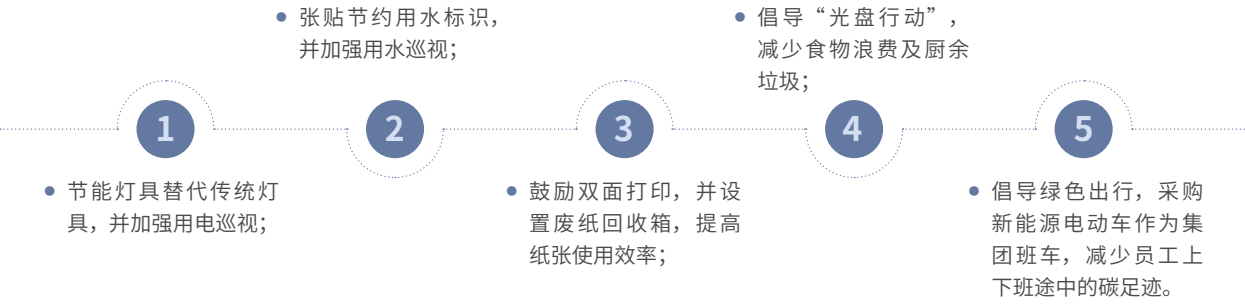 1
节能灯具替代传统灯
具，并加强用电巡视；
2
张贴节约用水标识，
并加强用水巡视；
3
鼓励双面打印，并设
置废纸回收箱，提高
纸张使用效率；
4
倡导“光盘行动”，
减少食物浪费及厨余
垃圾；
5
倡导绿色出行，采购
新能源电动车作为集
团班车，减少员工上
下班途中的碳足迹。